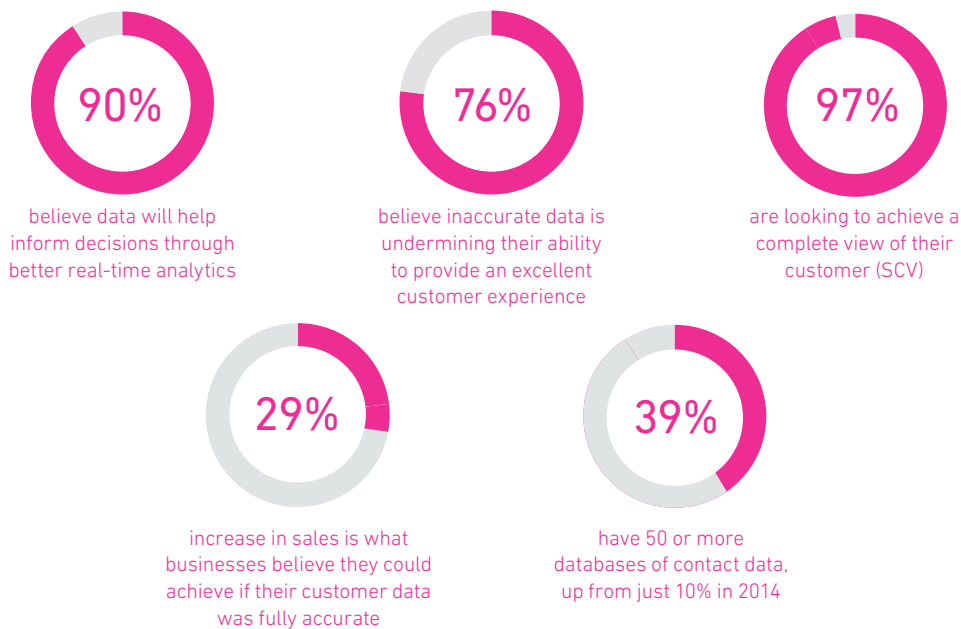 90%
believe data will help
inform decisions through
better real-time analytics
76%
believe inaccurate data is
undermining their ability
to provide an excellent
customer experience
97%
are looking to achieve a
complete view of their
customer (SCV)
29%
increase in sales is what
businesses believe they could
achieve if their customer data
was fully accurate
39%
have 50 or more
databases of contact data,
up from just 10% in 2014